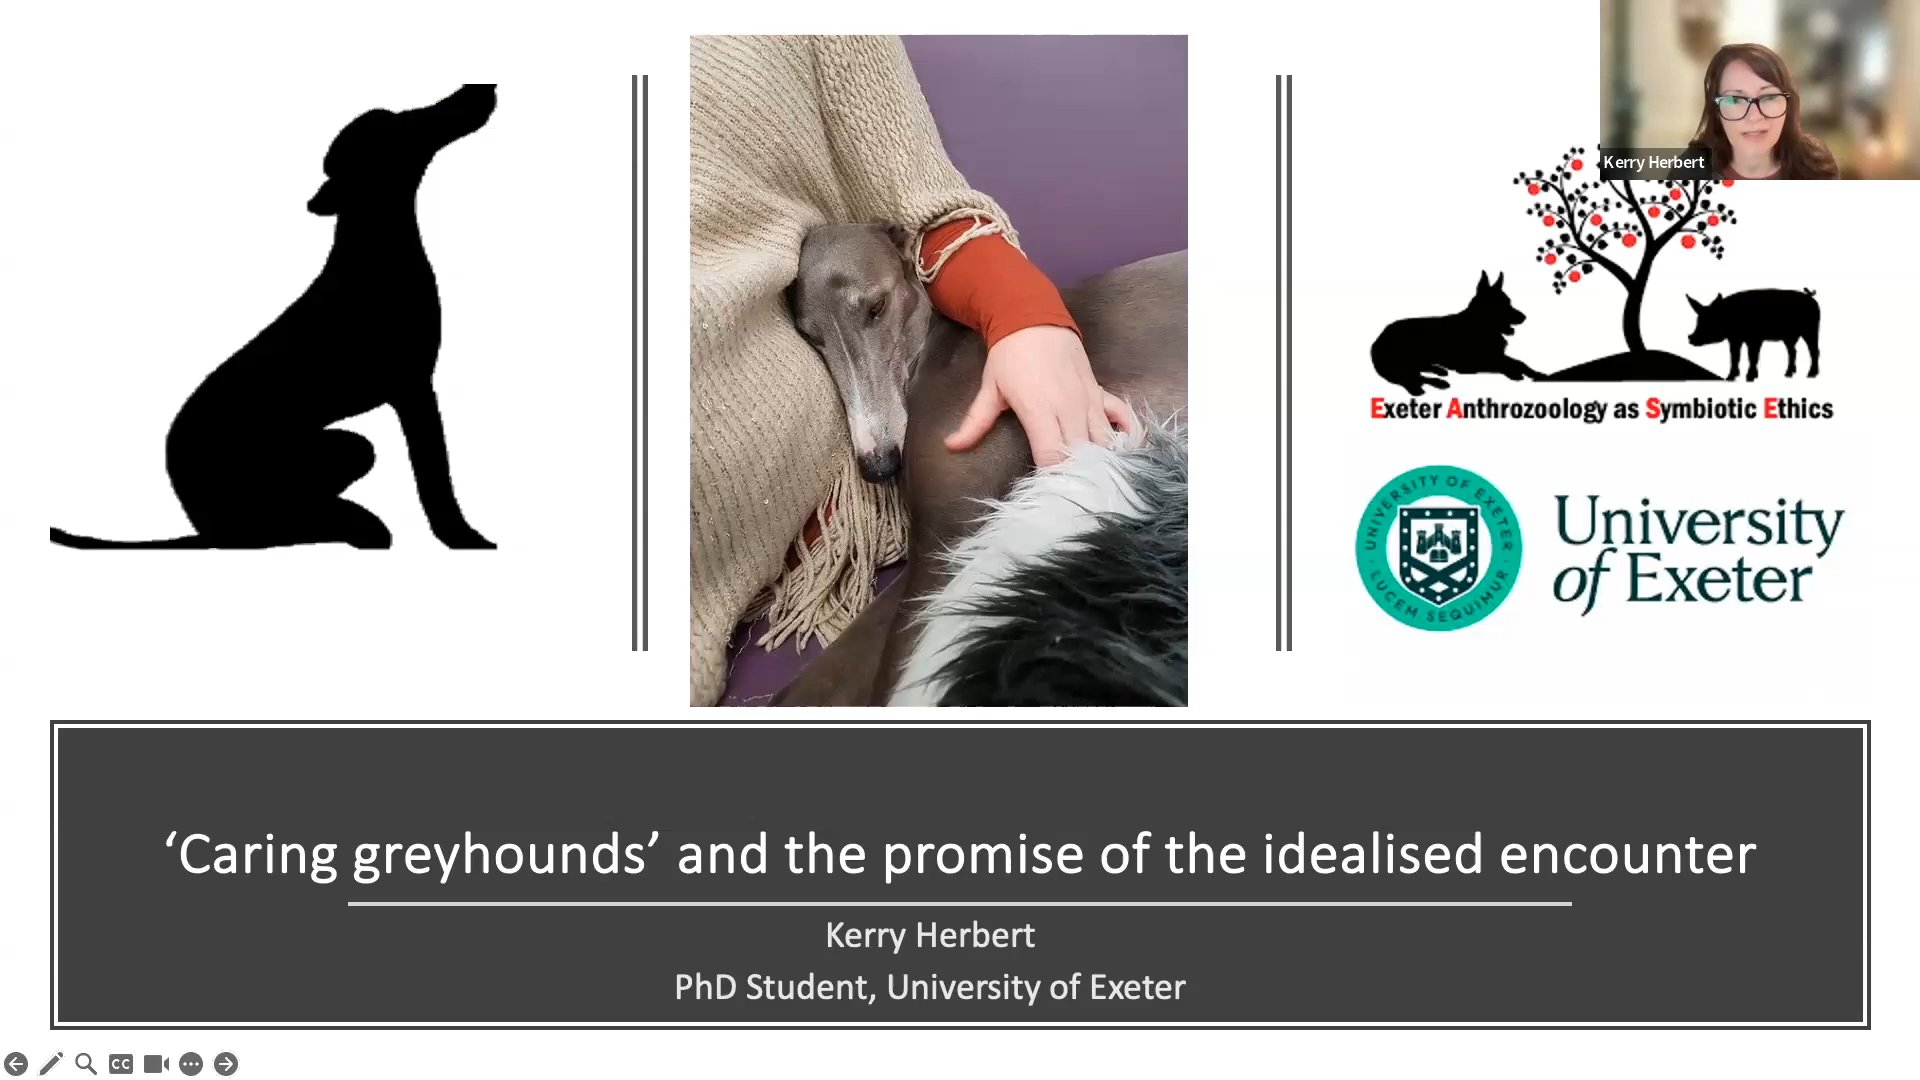 Kerry Herbert
Exeter Anthrozoology as Symbiotic Ethics
UNIVERSITY OF EXETER
LUCEM SEQUIMUR
University
of Exeter
‘Caring greyhounds’ and the promise of the idealised encounter
Kerry Herbert
PhD Student, University of Exeter
CC